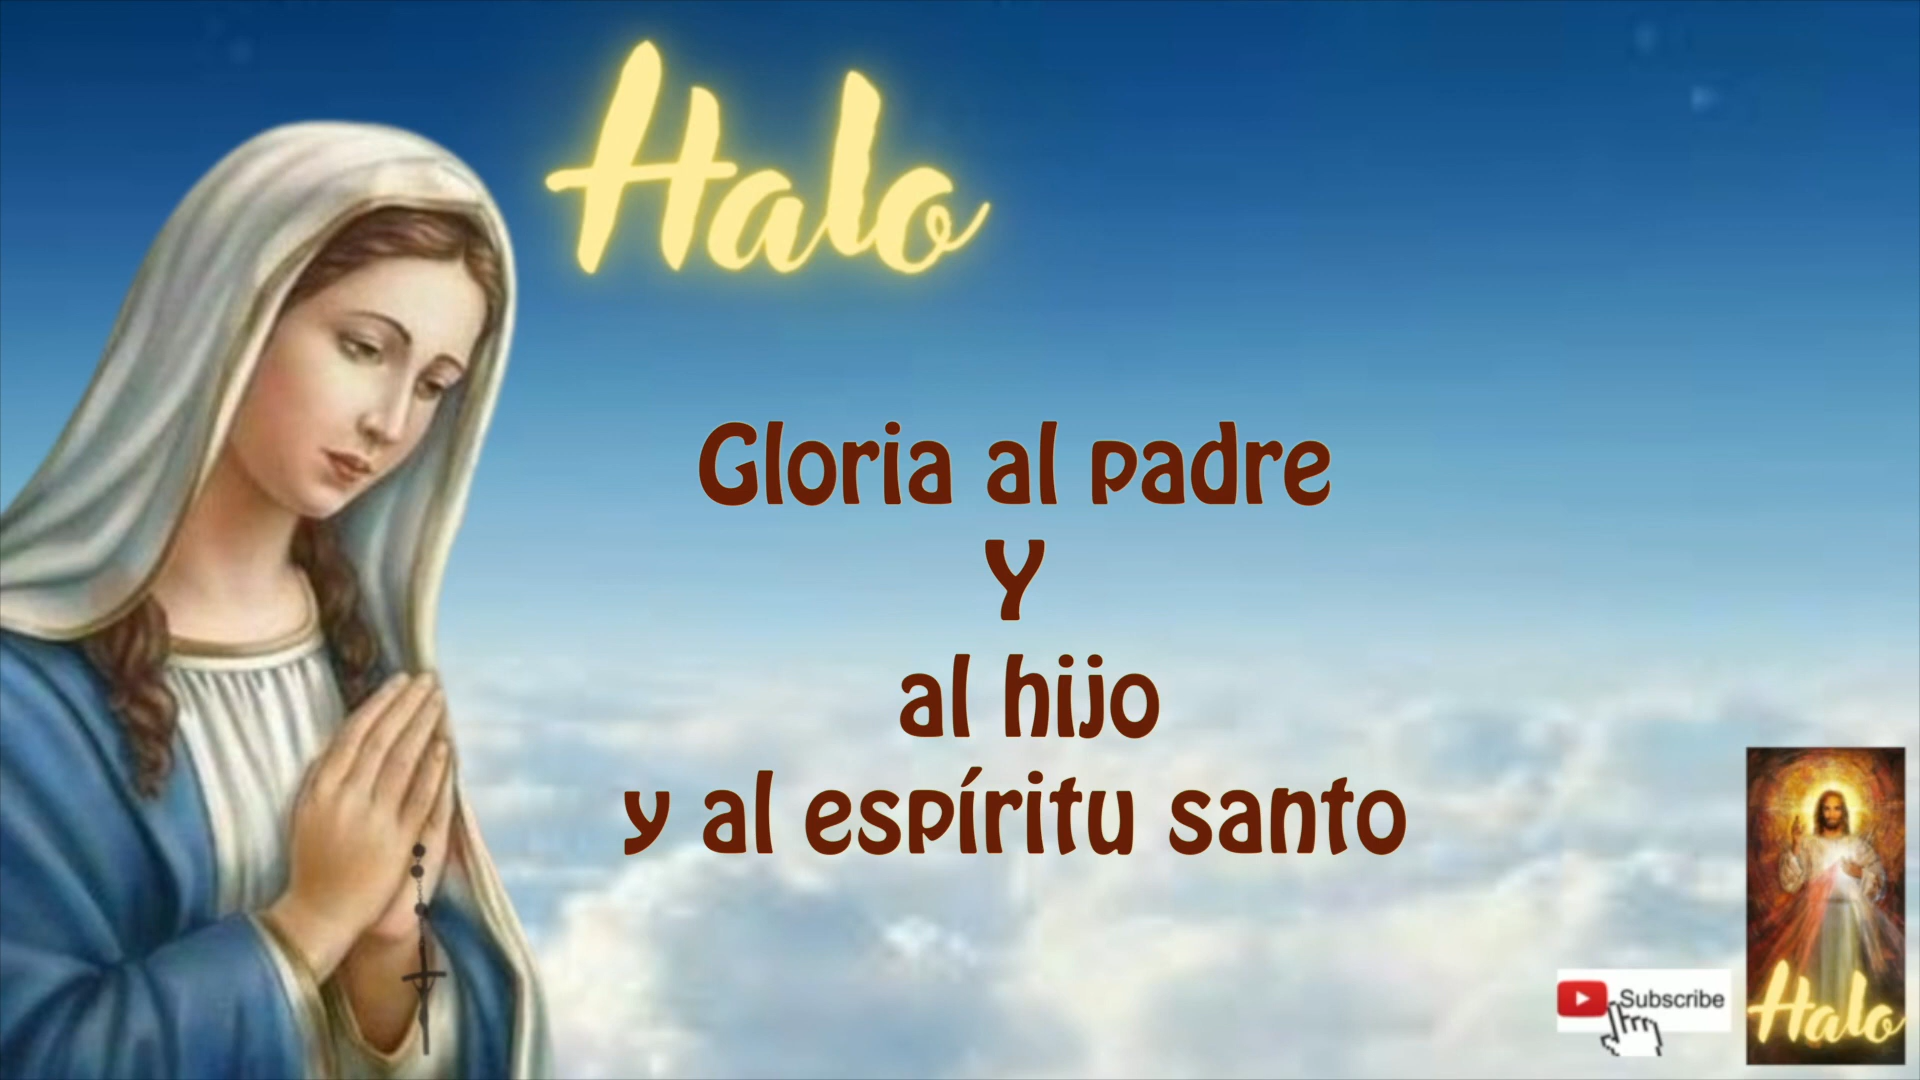 Halo
Gloria al padre
Y
al hijo
y al espíritu santo
Subscribe
Halo